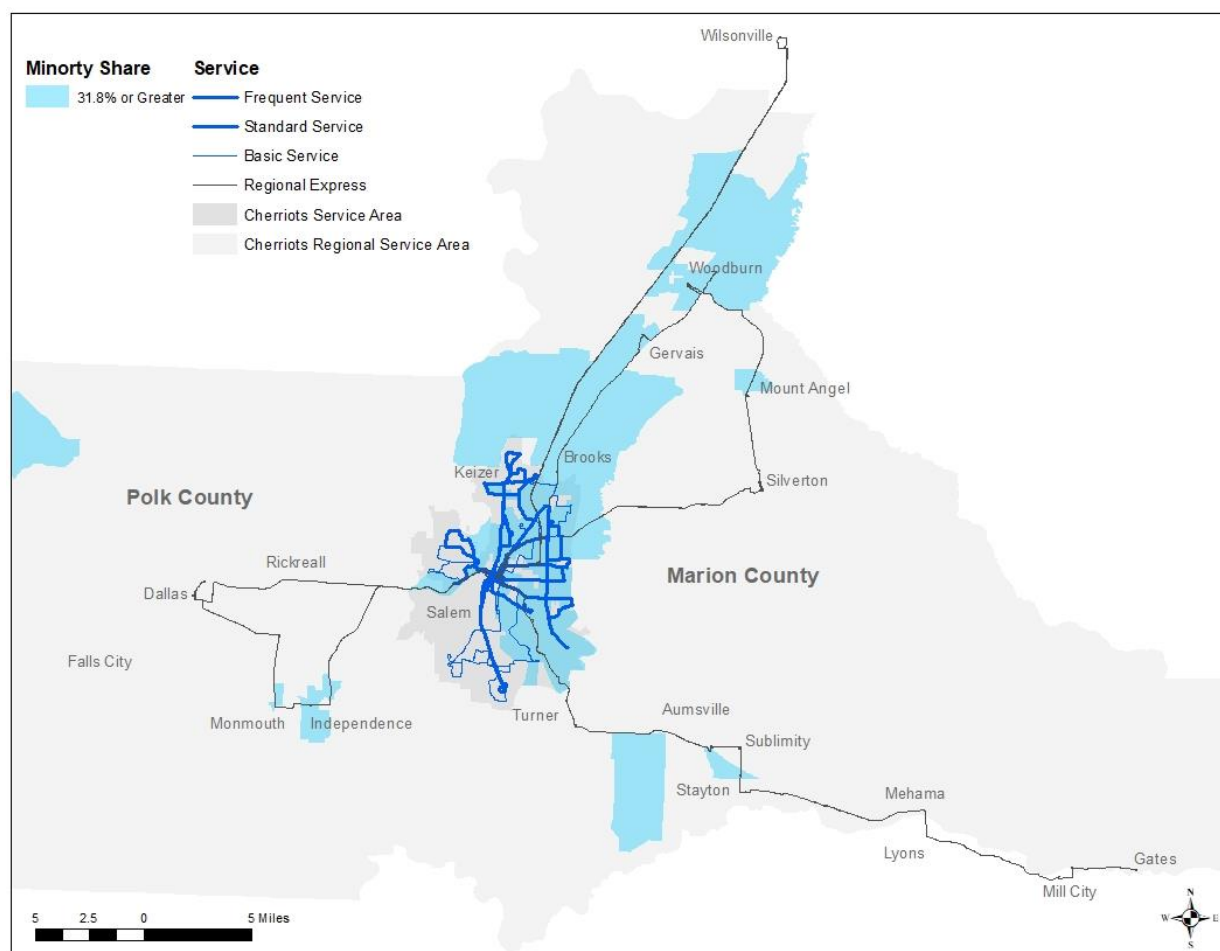 Wilsonville
Minorty Share
Service
31.8% or Greater
Frequent Service
Standard Service
Basic Service
Regional Express
Cherriots Service Area
Cherriots Regional Service Area
Woodburn
Gervais
Mount Angel
Keizer
Brooks
Silverton
Polk County
Rickreall
Marion County
Dallas
Salem
Falls City
Monmouth
Independence
Turner
Aumsville
Sublimity
Stayton
Mehama
Lyons
Gates
Mill City
5 2.5 0 5 Miles
N
W E
S